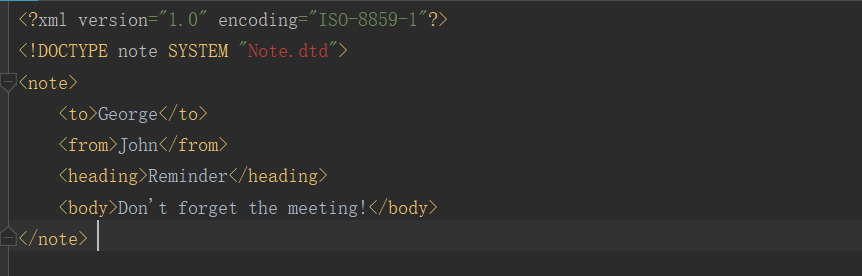 <?xml version="1.0" encoding="ISO-8859-1"?>
<!DOCTYPE note SYSTEM "Note.dtd">
<note>
    <to>George</to>
    <from>John</from>
    <heading>Reminder</heading>
    <body>Don't forget the meeting!</body>
</note>